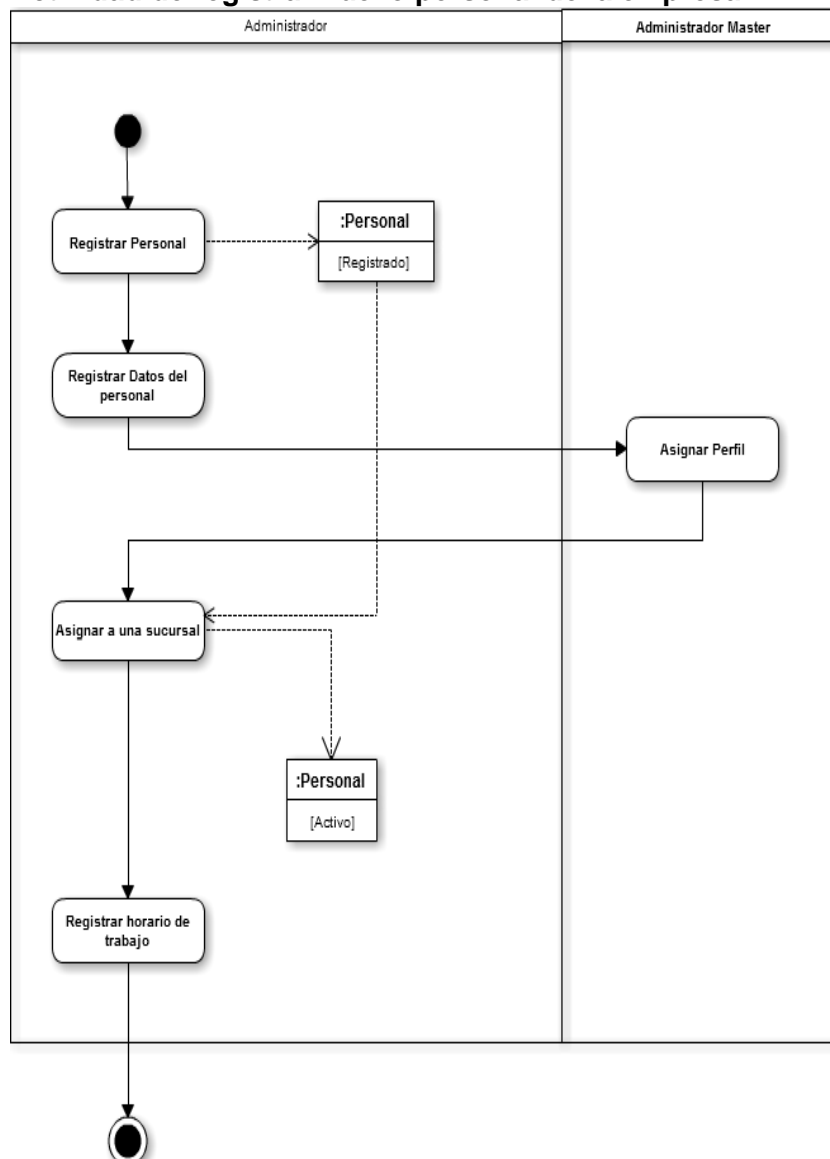 Administrador
Administrador Master
Registrar Personal
:Personal
[Registrado]
Registrar Datos del
personal
Asignar Perfil
Asignar a una sucursal
:Personal
[Activo]
Registrar horario de
trabajo